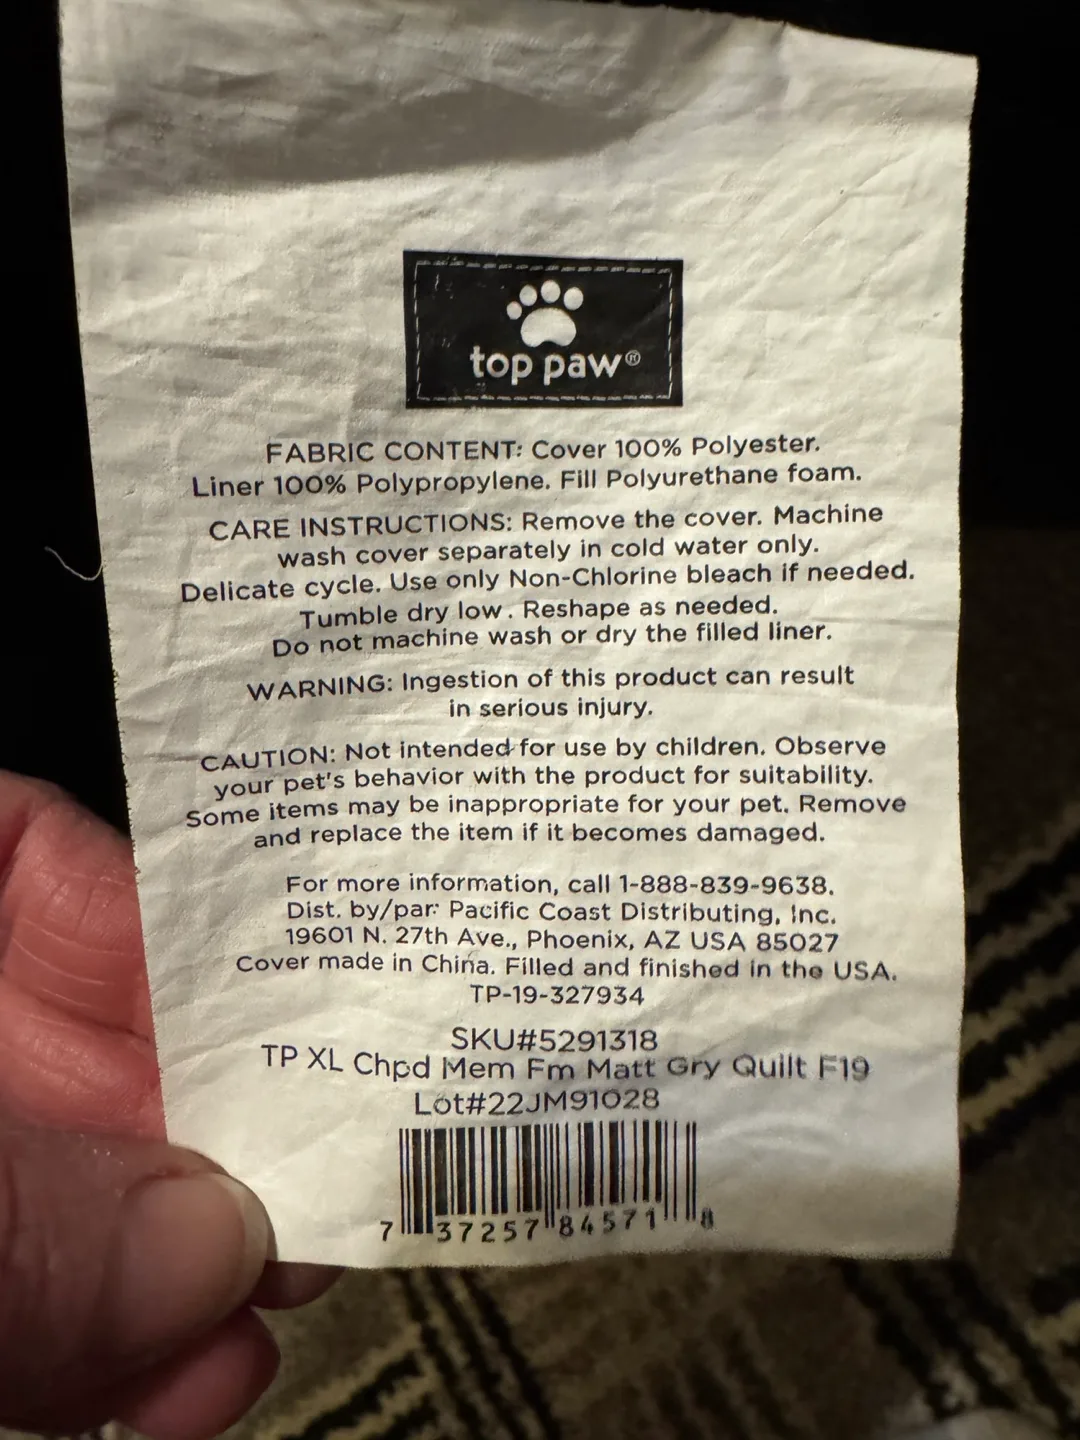 top paw®
FABRIC CONTENT: Cover 100% Polyester.
Liner 100% Polypropylene. Fill Polyurethane foam.
CARE INSTRUCTIONS: Remove the cover. Machine
wash cover separately in cold water only.
Delicate cycle. Use only Non-Chlorine bleach if needed.
Tumble dry low. Reshape as needed.
Do not machine wash or dry the filled liner.
WARNING: Ingestion of this product can result
in serious injury.
CAUTION: Not intended for use by children. Observe
your pet's behavior with the product for suitability.
Some items may be inappropriate for your pet. Remove
and replace the item if it becomes damaged.
For more information, call 1-888-839-9638.
Dist. by/par: Pacific Coast Distributing, Inc.
19601 N. 27th Ave., Phoenix, AZ USA 85027
Cover made in China. Filled and finished in the USA.
TP-19-327934
SKU#5291318
TP XL Chpd Mem Fm Matt Gry Quilt F19
Lot#22JM91028
7 37257 84571 8